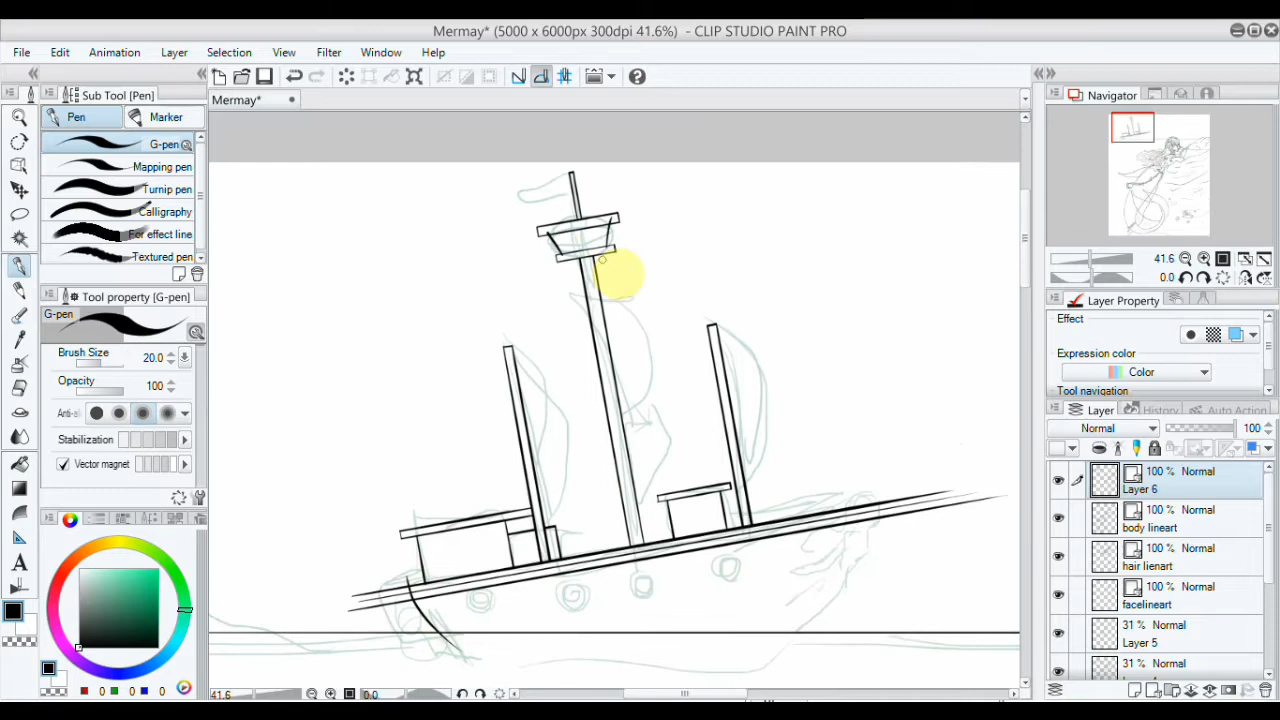 Mermay* (5000 x 6000px 300dpi 41.6%) - CLIP STUDIO PAINT PRO
File Edit Animation Layer Selection View Filter Window Help
Sub Tool [Pen]
Mermay*
Navigator
Pen Marker
G-pen
Mapping pen
Turnip pen
Calligraphy
For effect line
Textured pen
Tool property [G-pen]
G-pen
Brush Size 20.0
Opacity 100
Anti-al
Stabilization
Vector magnet
41.6
0.0
Layer Property
Effect
Expression color
Color
Tool navigation
Layer History Auto Action
Normal 100
100 % Normal
Layer 6
100 % Normal
body lineart
100 % Normal
hair lienart
100 % Normal
facelineart
31 % Normal
Layer 5
31 % Normal
0 0 0
41.6 0.0